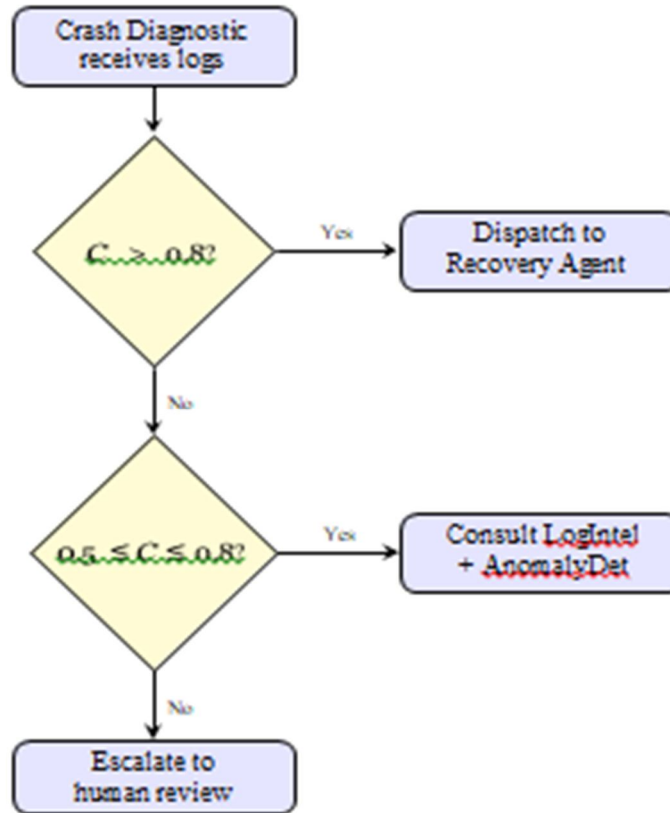 Crash Diagnostic
receives logs
C > 0.8?
Yes
Dispatch to
Recovery Agent
No
0.5 ≤ C ≤ 0.8?
Yes
Consult LogIntel
+ AnomalyDet
No
Escalate to
human review